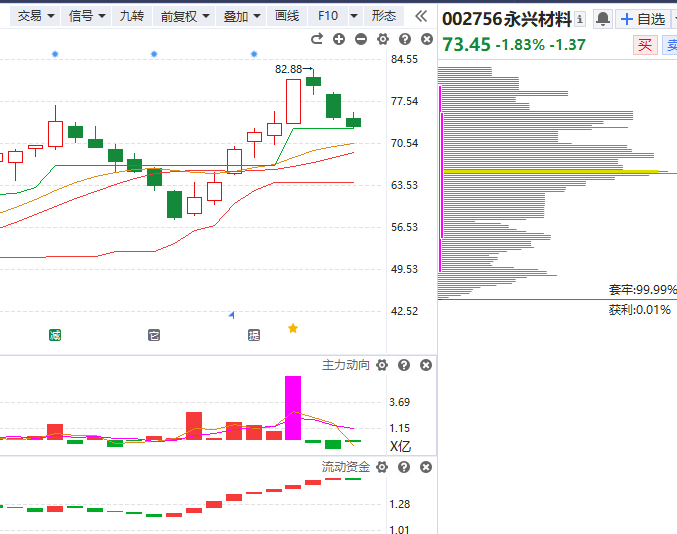 交易 信号 九转 前复权 叠加 画线 F10 形态
002756永兴材料 自选
73.45 -1.83% -1.37 买 卖
84.55
82.88
77.54
70.54
63.53
56.53
49.53
42.52
套牢:99.99%
获利:0.01%
减 它 提
主力动向
3.69
1.15
X亿
流动资金
1.28
1.01